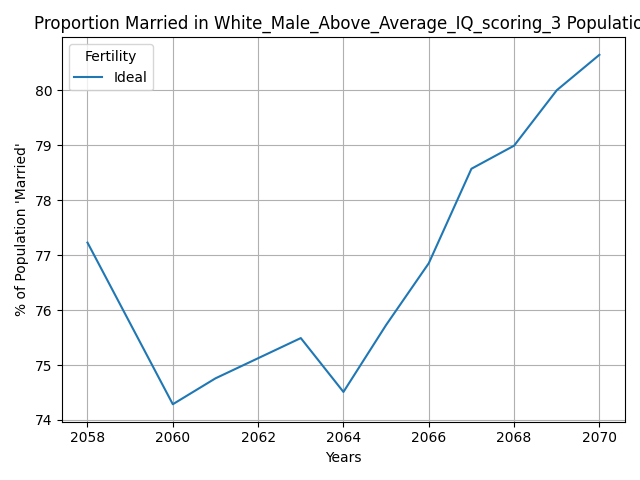 Proportion Married in White_Male_Above_Average_IQ_scoring_3 Populatio
Fertility
Ideal
80
79
78
77
76
75
74
% of Population 'Married'
2058 2060 2062 2064 2066 2068 2070
Years